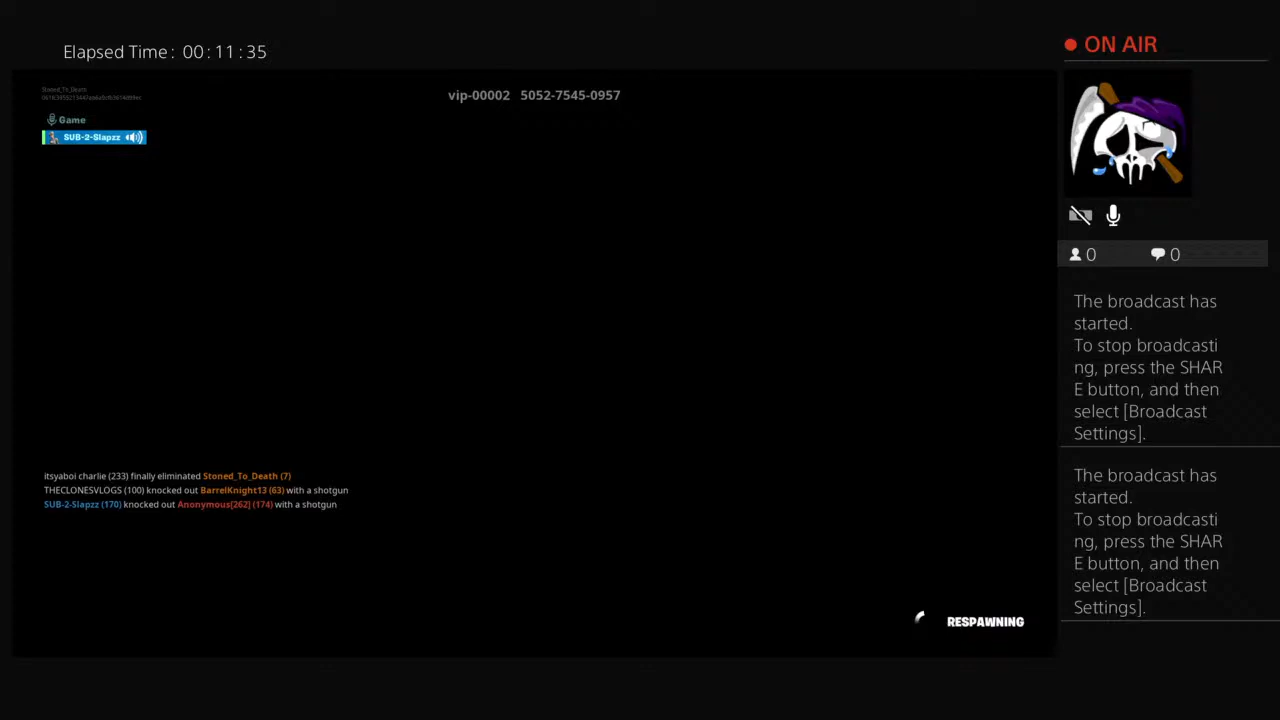 Elapsed Time: 00:11:35
ON AIR
Stoned_To_Death
vip-00002 5052-7545-0957
Game
SUB-2-Slapzz
0
0
The broadcast has
started.
To stop broadcasti
ng, press the SHAR
E button, and then
select [Broadcast
Settings].
The broadcast has
started.
To stop broadcasti
ng, press the SHAR
E button, and then
select [Broadcast
Settings].
itsyaboi charlie (233) finally eliminated Stoned_To_Death (7)
THECLONESVLOGS (100) knocked out BarrelKnight13 (63) with a shotgun
SUB-2-Slapzz (170) knocked out Anonymous[262] (174) with a shotgun
RESPAWNING